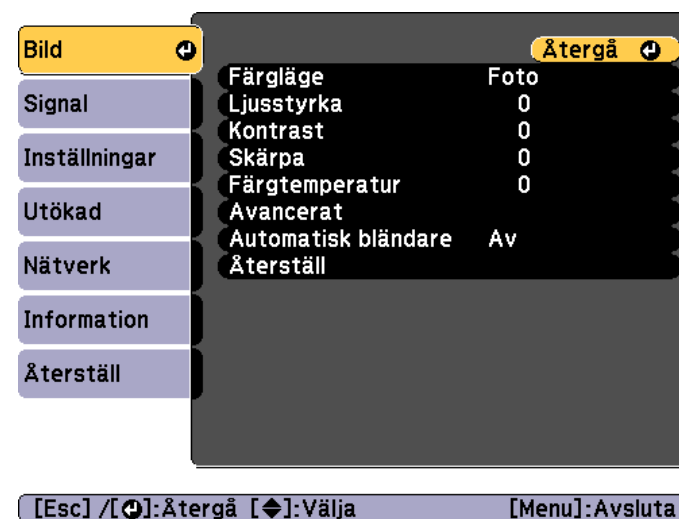 Bild
Signal
Inställningar
Utökad
Nätverk
Information
Återställ
Återgå
Färgläge Foto
Ljusstyrka 0
Kontrast 0
Skärpa 0
Färgtemperatur 0
Avancerat
Automatisk bländare Av
Återställ
[Esc] /[⏎]:Återgå [◆]:Välja [Menu]:Avsluta